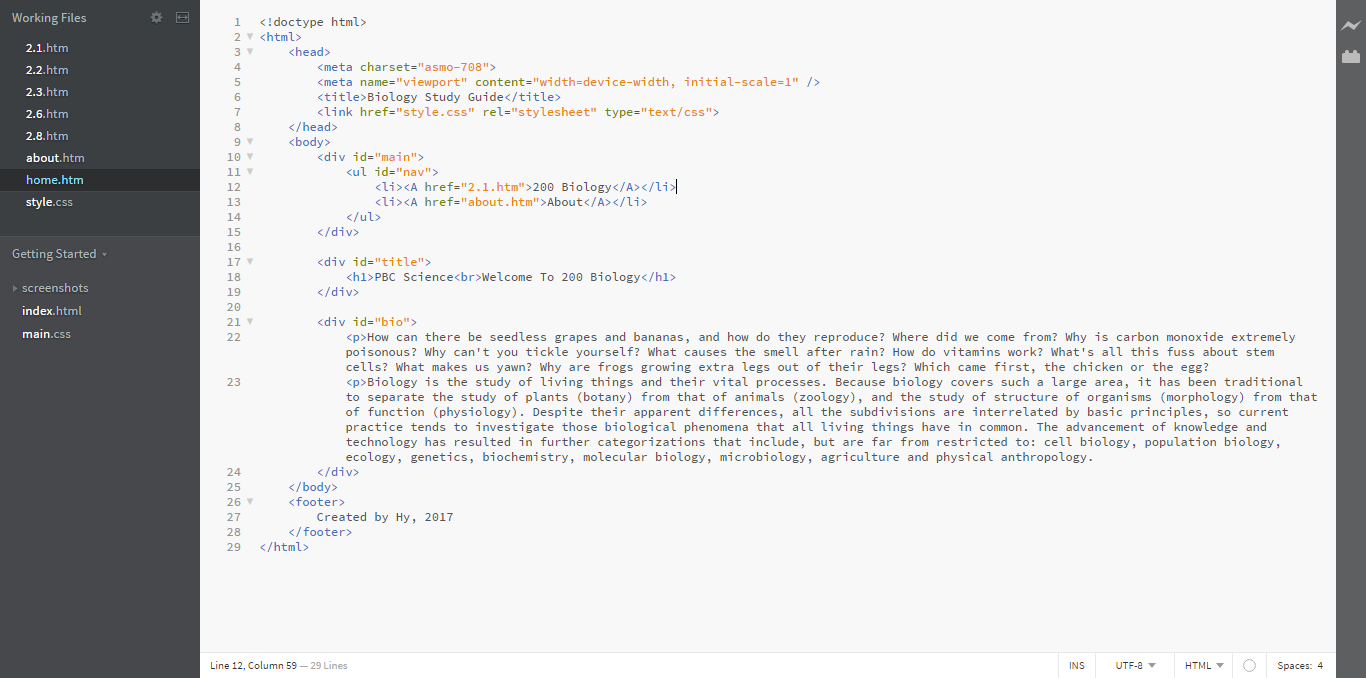 Working Files
2.1.htm
2.2.htm
2.3.htm
2.6.htm
2.8.htm
about.htm
home.htm
style.css
Getting Started
screenshots
index.html
main.css
1 <!doctype html>
2 <html>
3 <head>
4 <meta charset="asmo-708">
5 <meta name="viewport" content="width=device-width, initial-scale=1" />
6 <title>Biology Study Guide</title>
7 <link href="style.css" rel="stylesheet" type="text/css">
8 </head>
9 <body>
10 <div id="main">
11 <ul id="nav">
12 <li><A href="2.1.htm">200 Biology</A></li>
13 <li><A href="about.htm">About</A></li>
14 </ul>
15 </div>
16
17 <div id="title">
18 <h1>PBC Science<br>Welcome To 200 Biology</h1>
19 </div>
20
21 <div id="bio">
22 <p>How can there be seedless grapes and bananas, and how do they reproduce? Where did we come from? Why is carbon monoxide extremely
poisonous? Why can't you tickle yourself? What causes the smell after rain? How do vitamins work? What's all this fuss about stem
cells? What makes us yawn? Why are frogs growing extra legs out of their legs? Which came first, the chicken or the egg?
23 <p>Biology is the study of living things and their vital processes. Because biology covers such a large area, it has been traditional
to separate the study of plants (botany) from that of animals (zoology), and the study of structure of organisms (morphology) from that
of function (physiology). Despite their apparent differences, all the subdivisions are interrelated by basic principles, so current
practice tends to investigate those biological phenomena that all living things have in common. The advancement of knowledge and
technology has resulted in further categorizations that include, but are far from restricted to: cell biology, population biology,
ecology, genetics, biochemistry, molecular biology, microbiology, agriculture and physical anthropology.
24 </div>
25 </body>
26 <footer>
27 Created by Hy, 2017
28 </footer>
29 </html>
Line 12, Column 59 — 29 Lines
INS
UTF-8
HTML
Spaces: 4